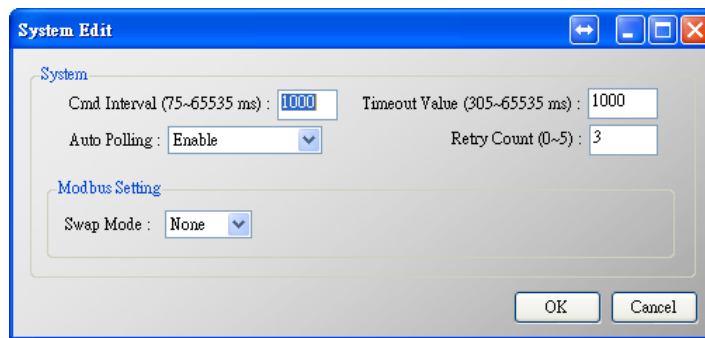 System Edit
System
Cmd Interval (75~65535 ms) : 1000 Timeout Value (305~65535 ms) : 1000
Auto Polling : Enable Retry Count (0~5) : 3
Modbus Setting
Swap Mode : None
OK Cancel